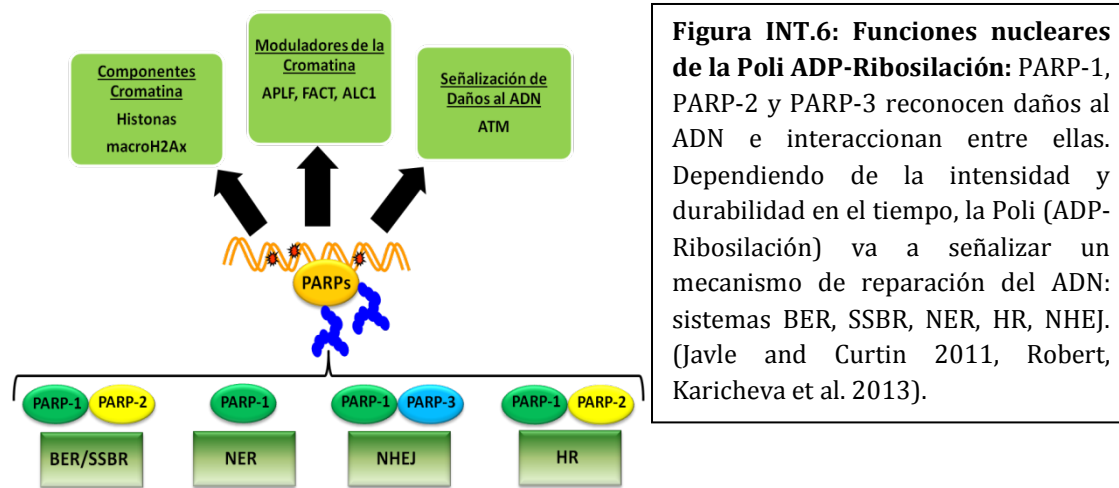 Componentes
Cromatina
Histonas
macroH2Ax
Moduladores de la
Cromatina
APLF, FACT, ALC1
Señalización de
Daños al ADN
ATM
PARPs
PARP-1 PARP-2
BER/SSBR
PARP-1
NER
PARP-1 PARP-3
NHEJ
PARP-1 PARP-2
HR
Figura INT.6: Funciones nucleares
de la Poli ADP-Ribosilación: PARP-1,
PARP-2 y PARP-3 reconocen daños al
ADN e interaccionan entre ellas.
Dependiendo de la intensidad y
durabilidad en el tiempo, la Poli (ADP-
Ribosilación) va a señalizar un
mecanismo de reparación del ADN:
sistemas BER, SSBR, NER, HR, NHEJ.
(Javle and Curtin 2011, Robert,
Karicheva et al. 2013).